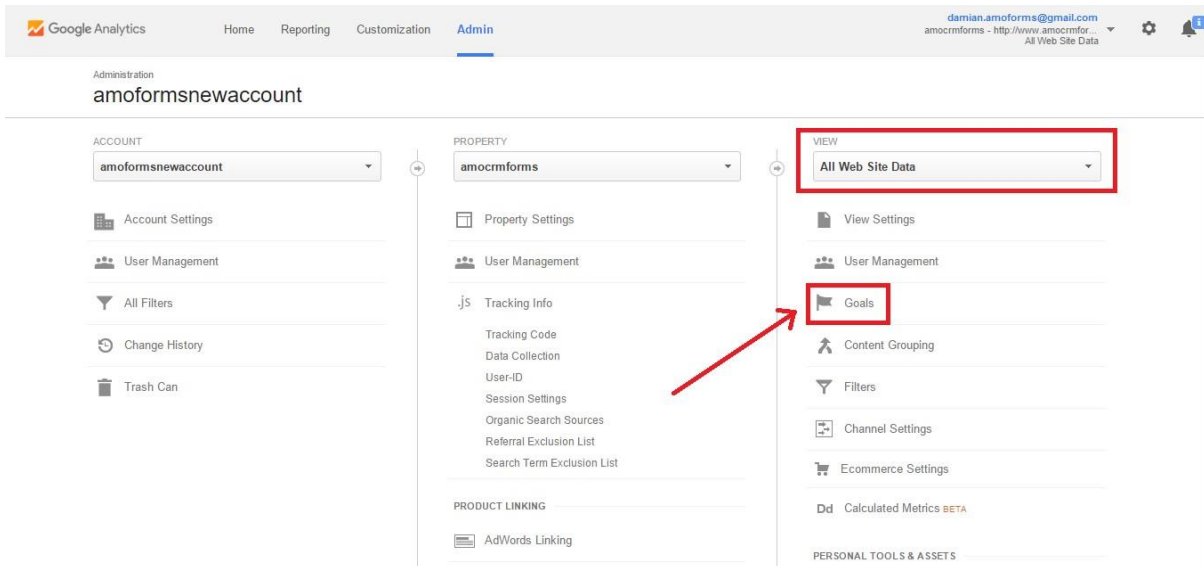 Google Analytics
Home Reporting Customization Admin
damian.amoforms@gmail.com
amocrmforms - http://www.amocrmfor...
All Web Site Data
Administration
amoformsnewaccount
ACCOUNT
amoformsnewaccount
Account Settings
User Management
All Filters
Change History
Trash Can
PROPERTY
amocrmforms
Property Settings
User Management
.js Tracking Info
Tracking Code
Data Collection
User-ID
Session Settings
Organic Search Sources
Referral Exclusion List
Search Term Exclusion List
PRODUCT LINKING
AdWords Linking
VIEW
All Web Site Data
View Settings
User Management
Goals
Content Grouping
Filters
Channel Settings
Ecommerce Settings
Dd Calculated Metrics BETA
PERSONAL TOOLS & ASSETS